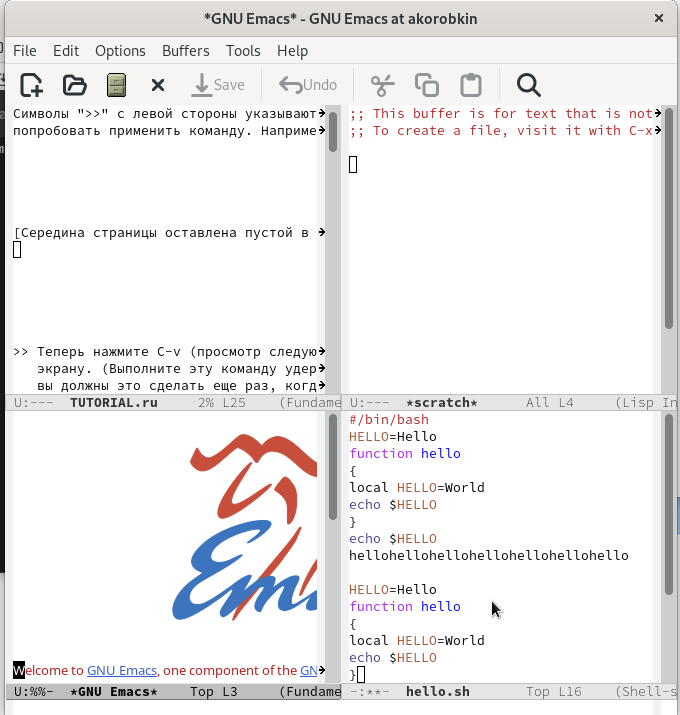 *GNU Emacs* - GNU Emacs at akorobkin
File Edit Options Buffers Tools Help
Save Undo
Символы ">>" с левой стороны указывают
попробовать применить команду. Наприме
[Середина страницы оставлена пустой в
>> Теперь нажмите C-v (просмотр следую
экрану. (Выполните эту команду удер
вы должны это сделать еще раз, когд
U:--- TUTORIAL.ru 2% L25 (Fundame
;; This buffer is for text that is not
;; To create a file, visit it with C-x
U:--- *scratch* All L4 (Lisp In
Em
Welcome to GNU Emacs, one component of the GN
U:%%- *GNU Emacs* Top L3 (Fundame
#/bin/bash
HELLO=Hello
function hello
{
local HELLO=World
echo $HELLO
}
echo $HELLO
hellohellohellohellohellohellohello
HELLO=Hello
function hello
{
local HELLO=World
echo $HELLO
}
-:**- hello.sh Top L16 (Shell-s